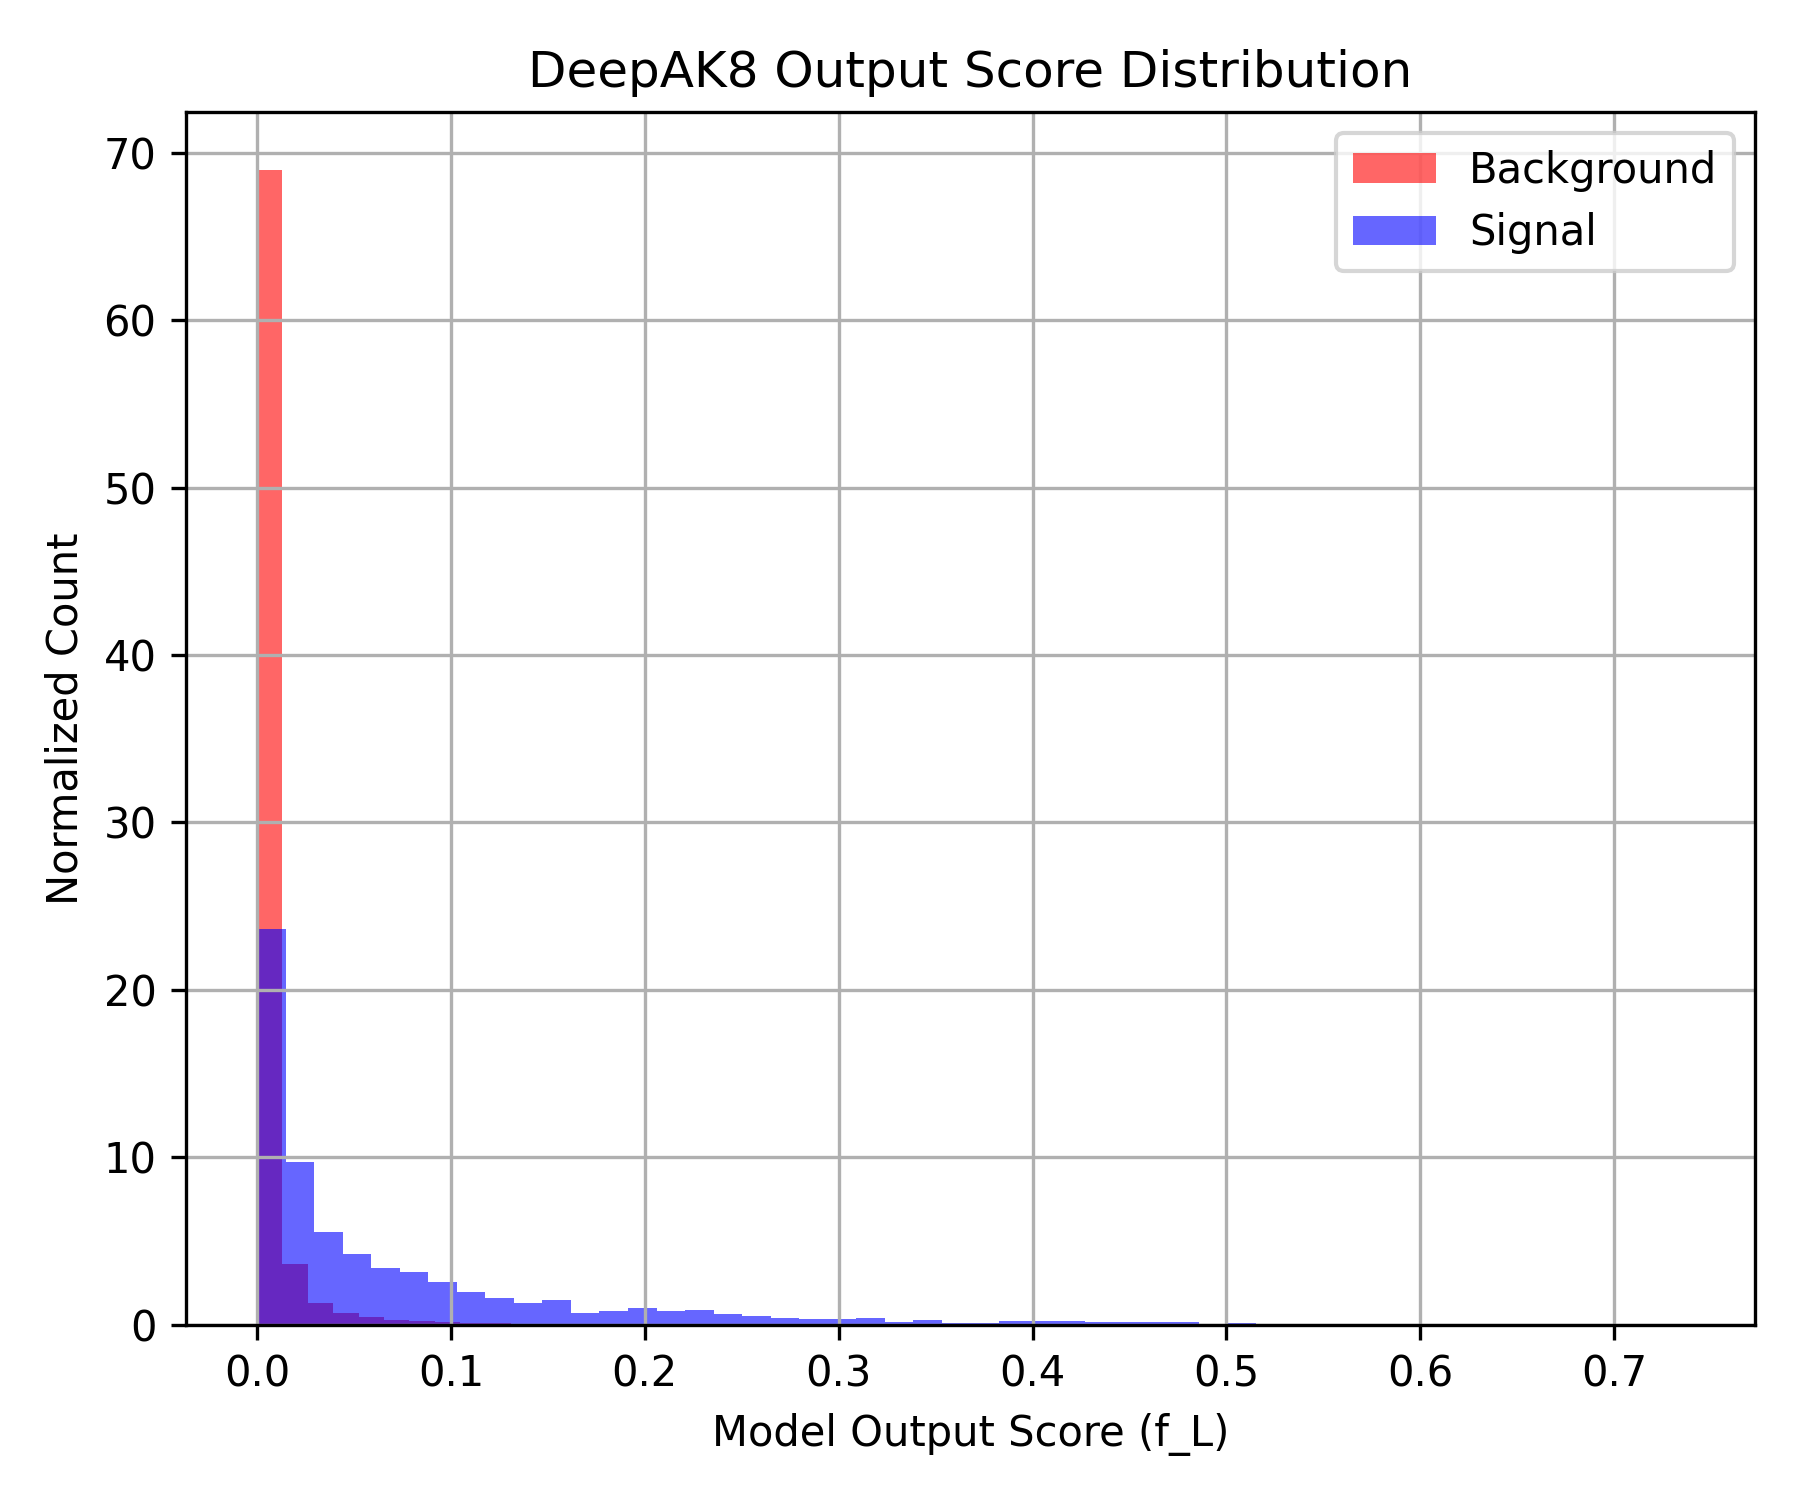 DeepAK8 Output Score Distribution
Background
Signal
70
60
50
40
30
20
10
0
Normalized Count
0.0 0.1 0.2 0.3 0.4 0.5 0.6 0.7
Model Output Score (f_L)